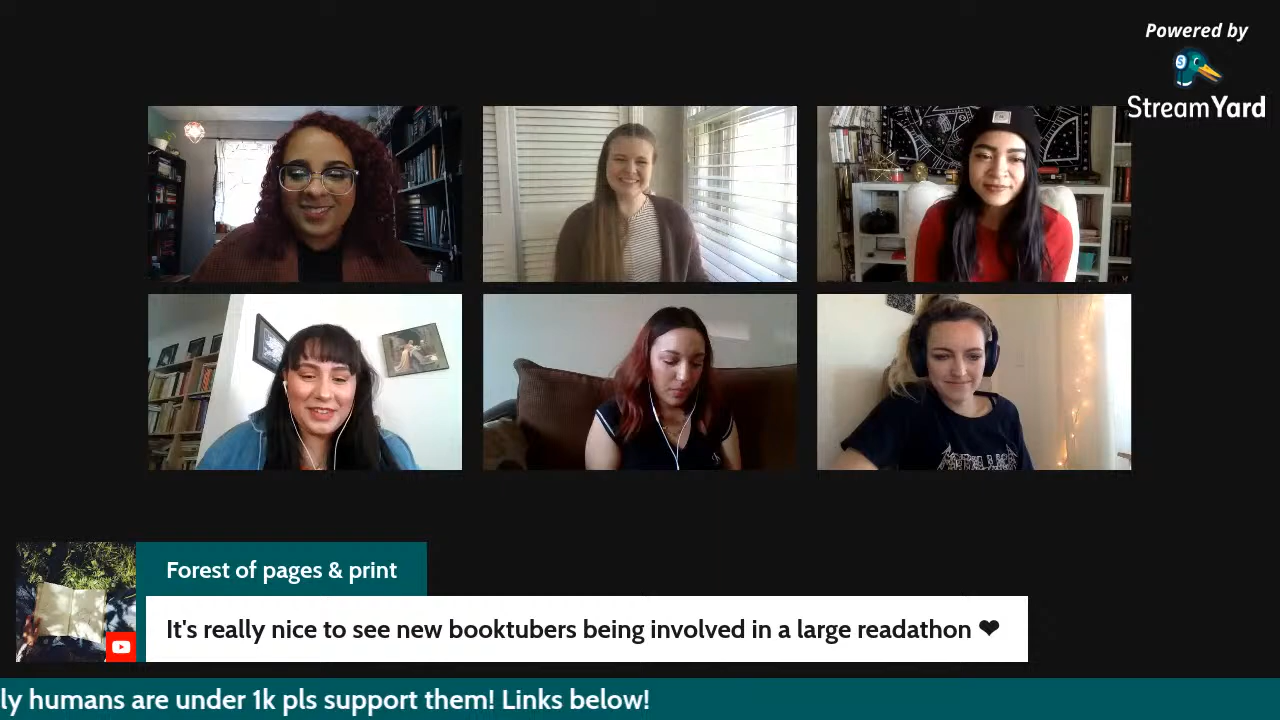 Powered by
StreamYard
Forest of pages & print
It's really nice to see new booktubers being involved in a large readathon ❤
ly humans are under 1k pls support them! Links below!